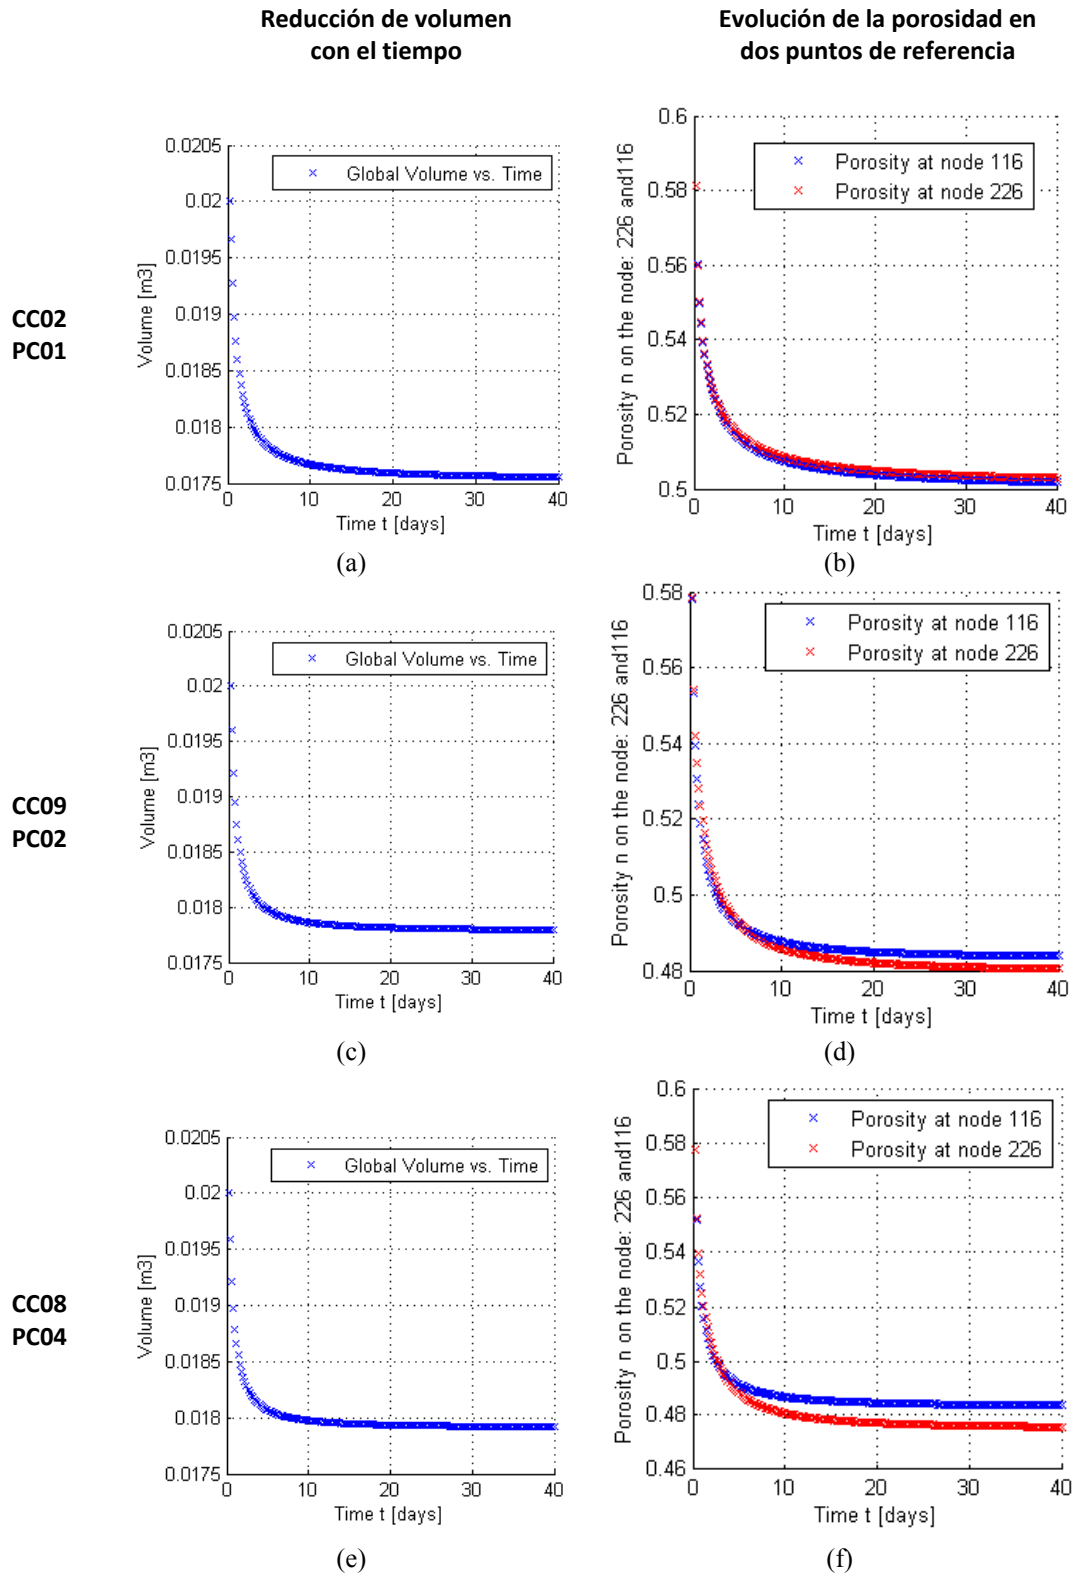 Reducción de volumen
con el tiempo
Evolución de la porosidad en
dos puntos de referencia
CC02
PC01
0.0205
0.02
0.0195
0.019
0.0185
0.018
0.0175
Volume [m3]
Global Volume vs. Time
0 10 20 30 40
Time t [days]
(a)
0.6
0.58
0.56
0.54
0.52
0.5
Porosity n on the node: 226 and116
Porosity at node 116
Porosity at node 226
0 10 20 30 40
Time t [days]
(b)
CC09
PC02
0.0205
0.02
0.0195
0.019
0.0185
0.018
0.0175
Volume [m3]
Global Volume vs. Time
0 10 20 30 40
Time t [days]
(c)
0.58
0.56
0.54
0.52
0.5
0.48
Porosity n on the node: 226 and116
Porosity at node 116
Porosity at node 226
0 10 20 30 40
Time t [days]
(d)
CC08
PC04
0.0205
0.02
0.0195
0.019
0.0185
0.018
0.0175
Volume [m3]
Global Volume vs. Time
0 10 20 30 40
Time t [days]
(e)
0.6
0.58
0.56
0.54
0.52
0.5
0.48
0.46
Porosity n on the node: 226 and116
Porosity at node 116
Porosity at node 226
0 10 20 30 40
Time t [days]
(f)